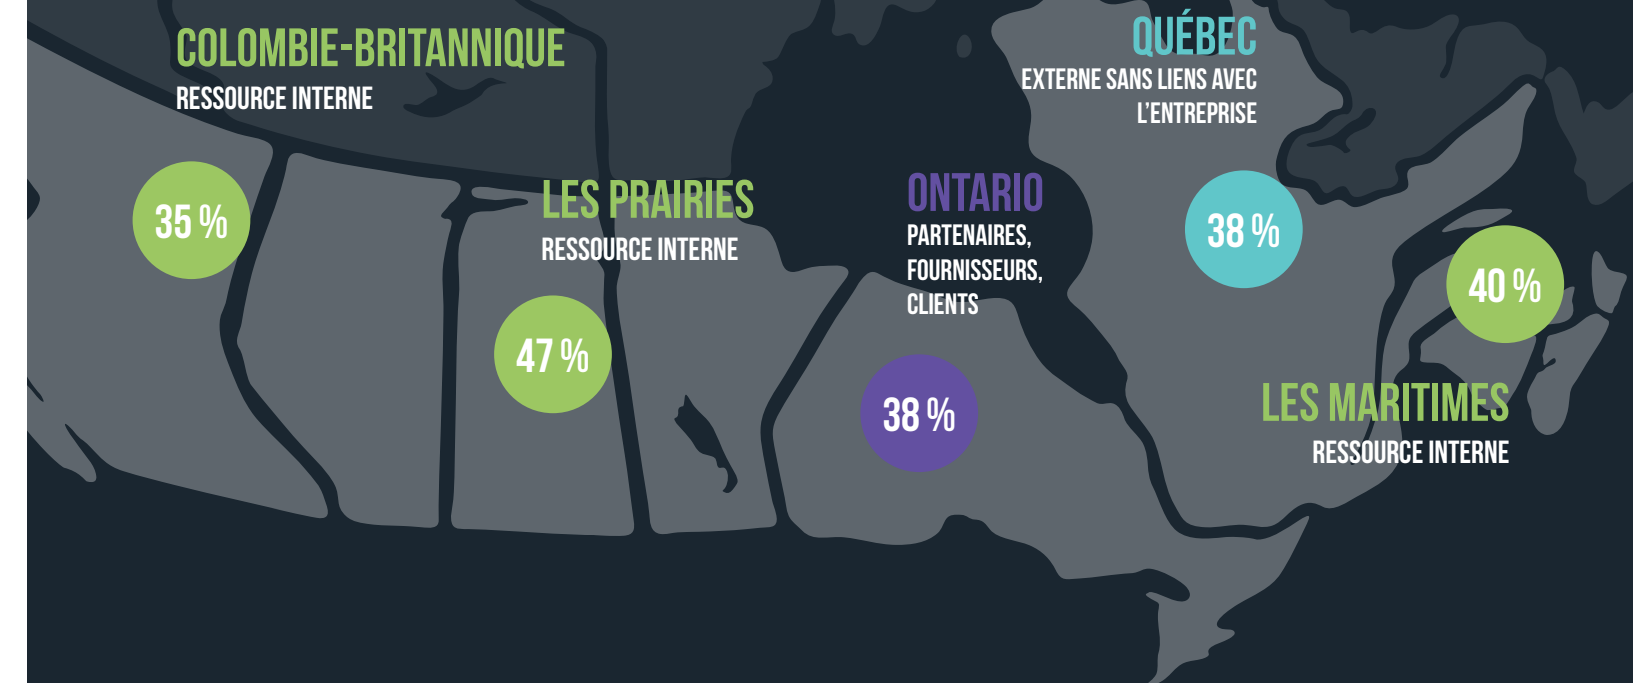 COLOMBIE-BRITANNIQUE
RESSOURCE INTERNE
35 %
LES PRAIRIES
RESSOURCE INTERNE
47 %
ONTARIO
PARTENAIRES,
FOURNISSEURS,
CLIENTS
38 %
QUÉBEC
EXTERNE SANS LIENS AVEC
L'ENTREPRISE
38 %
40 %
LES MARITIMES
RESSOURCE INTERNE